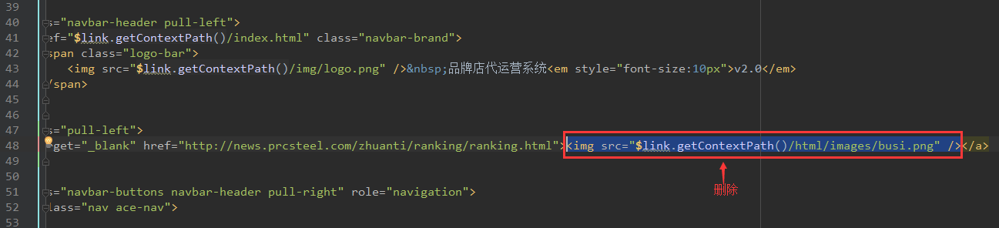 39
40 s="navbar-header pull-left">
41 ef="$link.getContextPath()/index.html" class="navbar-brand">
42 span class="logo-bar">
43 <img src="$link.getContextPath()/img/logo.png" />&nbsp;品牌店代运营系统<em style="font-size:10px">v2.0</em>
44 /span>
45
46
47 s="pull-left">
48 rget="_blank" href="http://news.prcsteel.com/zhuanti/ranking/ranking.html"><img src="$link.getContextPath()/html/images/busi.png" /></a>
49
50
删除
51 s="navbar-buttons navbar-header pull-right" role="navigation">
52 lass="nav ace-nav">
53